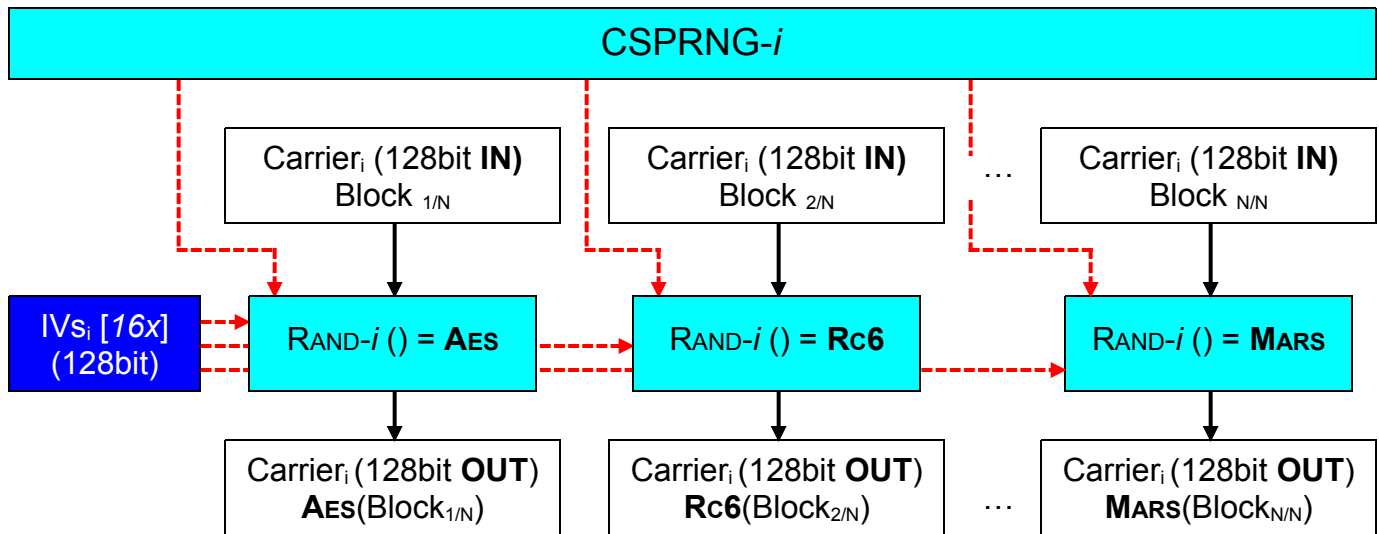 CSPRNG-i
Carrierᵢ (128bit IN)
Block 1/N
Carrierᵢ (128bit IN)
Block 2/N
...
Carrierᵢ (128bit IN)
Block N/N
IVsᵢ [16x]
(128bit)
RAND-i () = AES
RAND-i () = RC6
RAND-i () = MARS
Carrierᵢ (128bit OUT)
AES(Block1/N)
Carrierᵢ (128bit OUT)
RC6(Block2/N)
...
Carrierᵢ (128bit OUT)
MARS(BlockN/N)